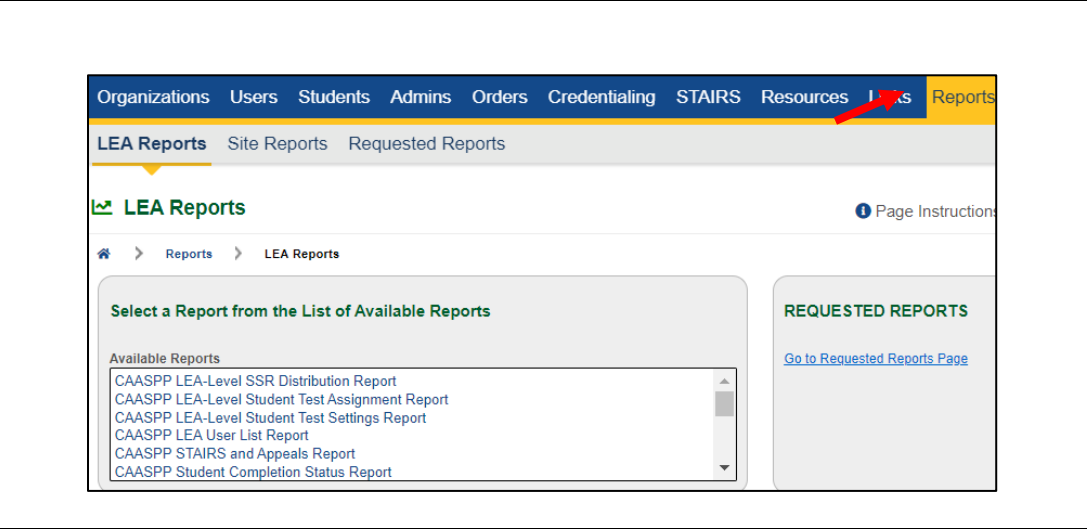 Organizations Users Students Admins Orders Credentialing STAIRS Resources Reports
LEA Reports Site Reports Requested Reports
LEA Reports
Page Instructions
Reports LEA Reports
Select a Report from the List of Available Reports
Available Reports
CAASPP LEA-Level SSR Distribution Report
CAASPP LEA-Level Student Test Assignment Report
CAASPP LEA-Level Student Test Settings Report
CAASPP LEA User List Report
CAASPP STAIRS and Appeals Report
CAASPP Student Completion Status Report
REQUESTED REPORTS
Go to Requested Reports Page